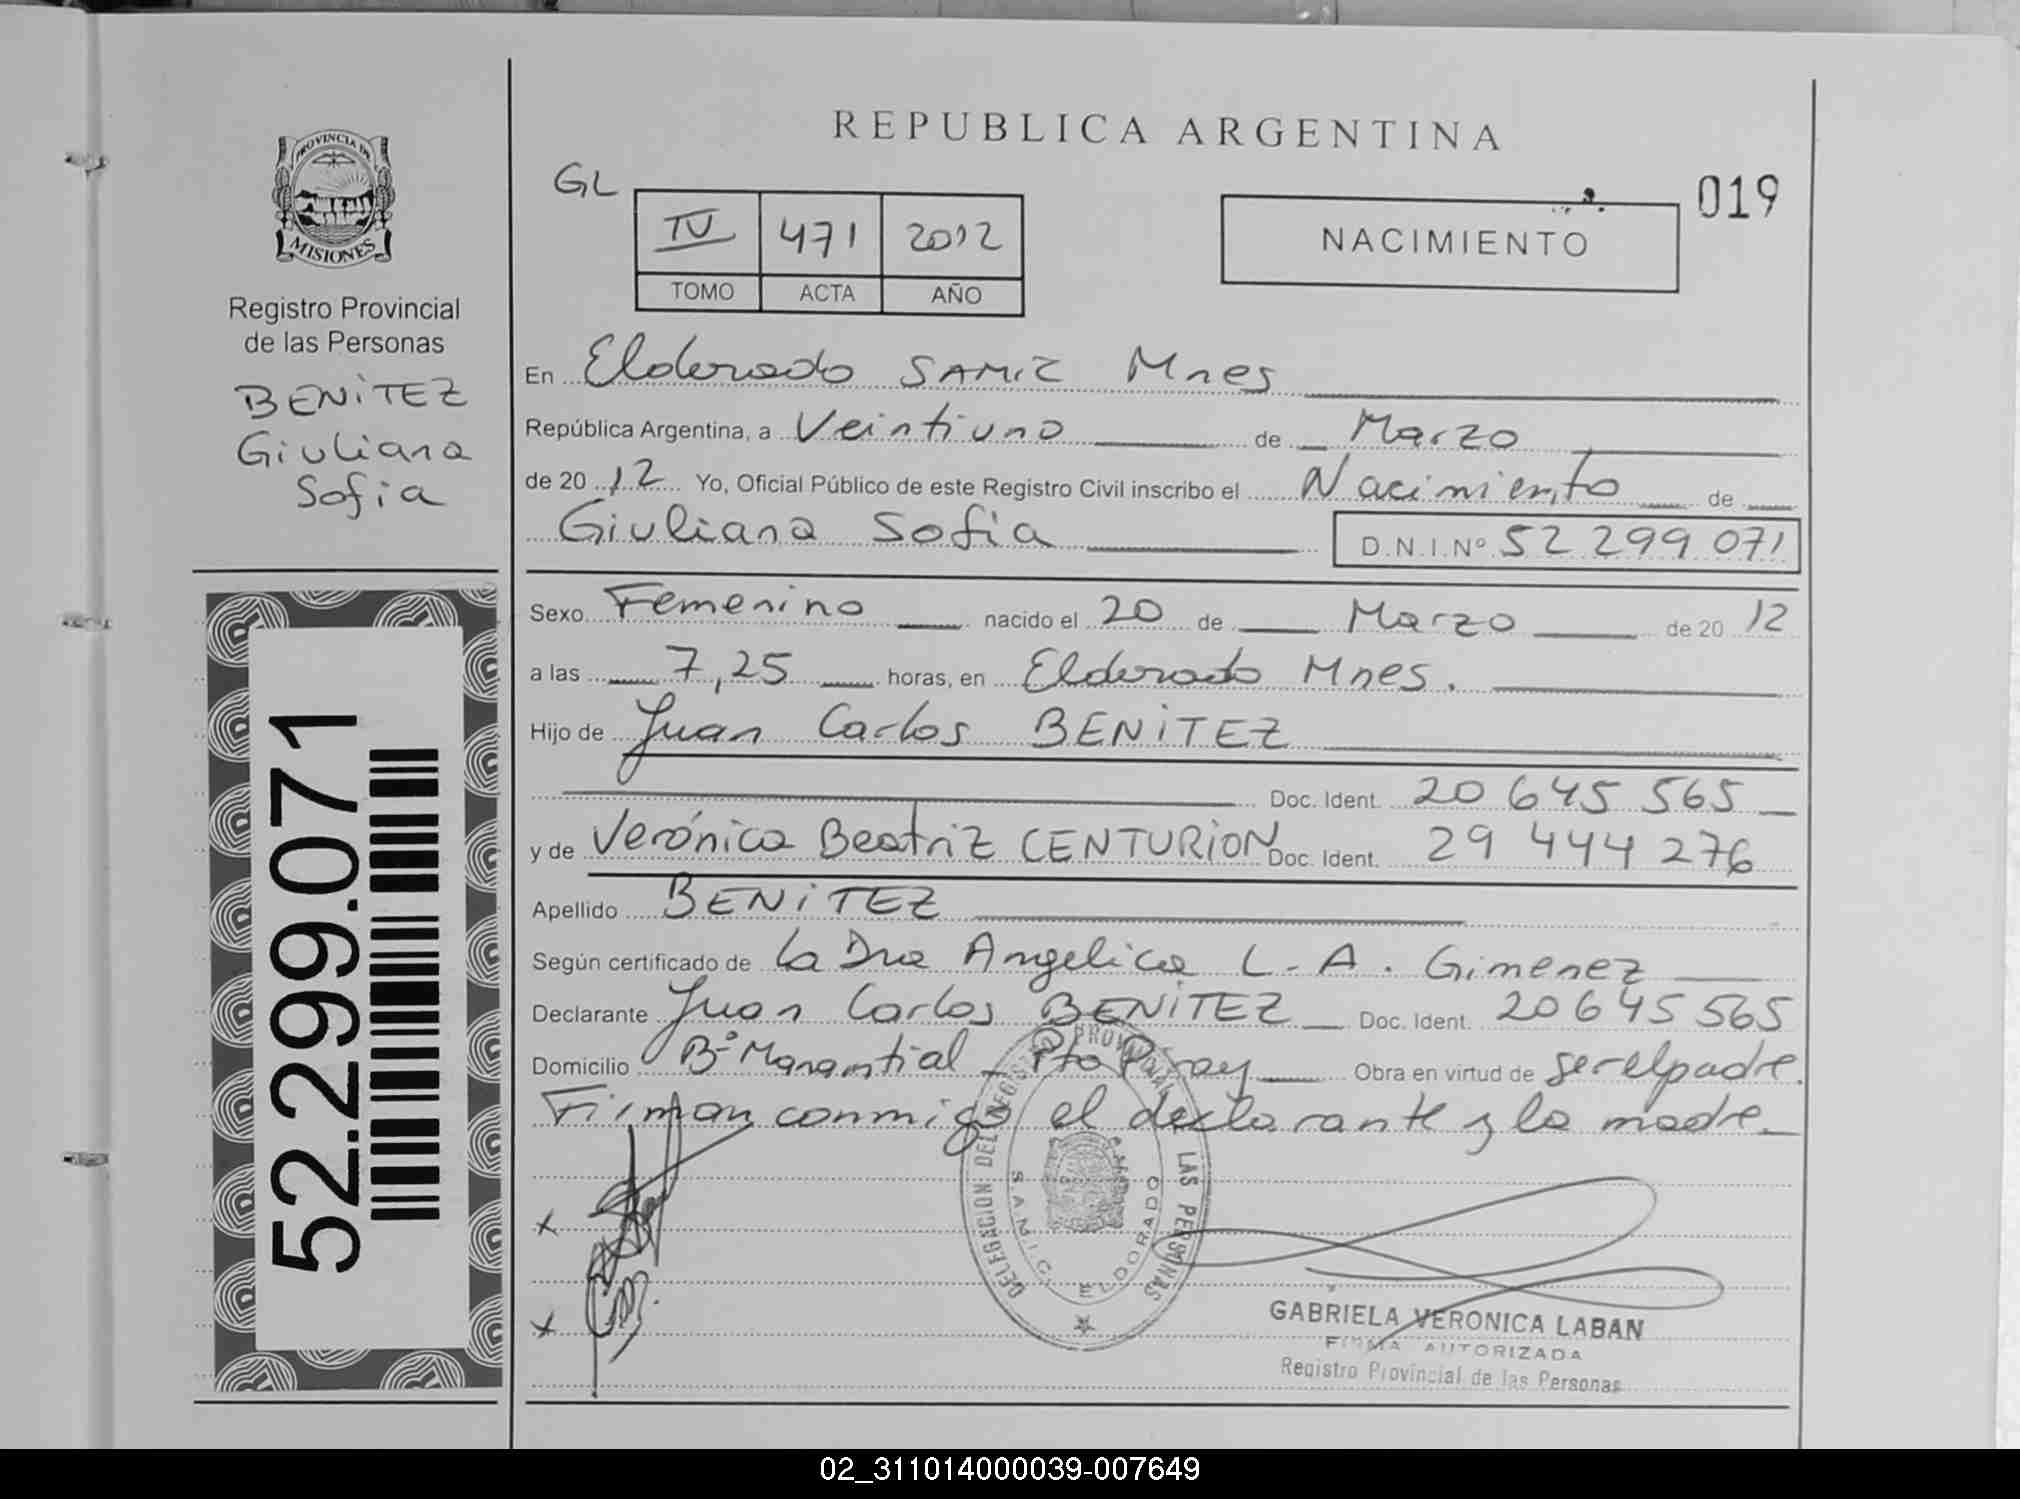 PROVINCIA DE
MISIONES
Registro Provincial
de las Personas
BENITEZ
Giuliana
Sofia
52.299.071
REPUBLICA ARGENTINA
GL
IV 471 2012
TOMO ACTA AÑO
NACIMIENTO
019
En Eldorado SAMIC Mnes
República Argentina, a Veintiuno de Marzo
de 2012 Yo, Oficial Público de este Registro Civil inscribo el Nacimiento de
Giuliana Sofia D.N.I.Nº 52 299 071
Sexo Femenino nacido el 20 de Marzo de 2012
a las 7,25 horas, en Eldorado Mnes.
Hijo de Juan Carlos BENITEZ
Doc. Ident. 20 645 565
y de Verónica Beatriz CENTURION Doc. Ident. 29 444 276
Apellido BENITEZ
Según certificado de La Dra Angelica L. A. Gimenez
Declarante Juan Carlos BENITEZ Doc. Ident. 20 645 565
Domicilio Bº Manantial - Pto Piray Obra en virtud de ser el padre.
Firman conmigo el declarante y la madre.
DELEGACION DEL REGISTRO PROVINCIAL LAS PERSONAS
S.A.M.I.C. ELDORADO
x
x
GABRIELA VERONICA LABAN
FIRMA AUTORIZADA
Registro Provincial de las Personas
02_311014000039-007649